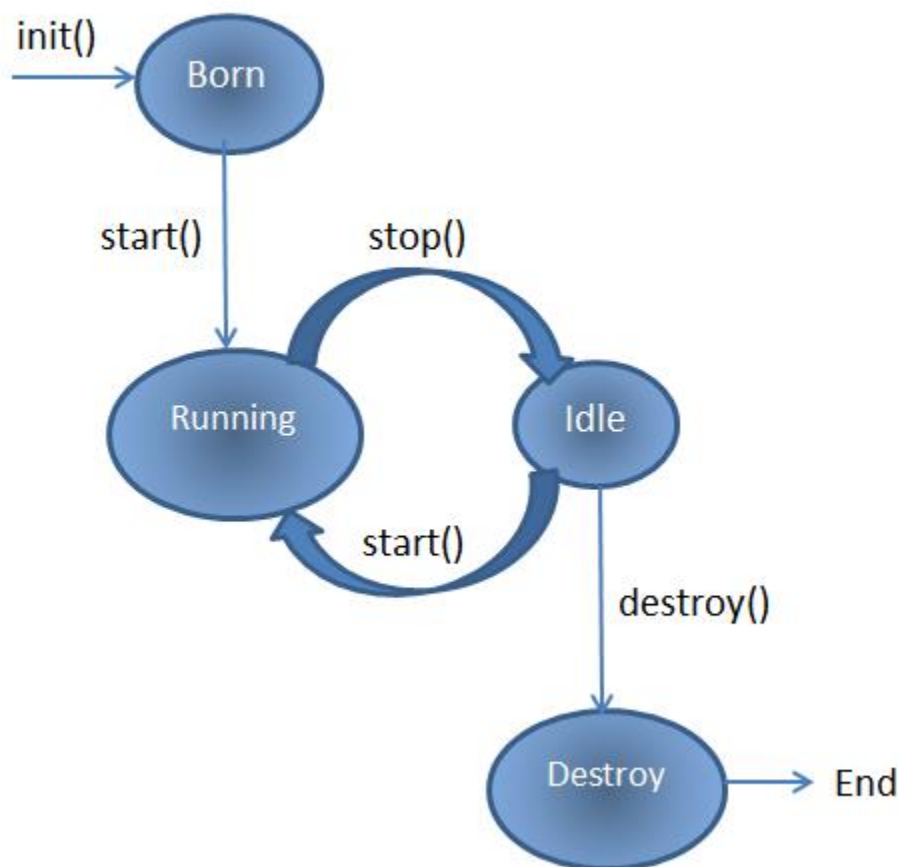 init()
Born
start()
stop()
Running
Idle
start()
destroy()
Destroy
End